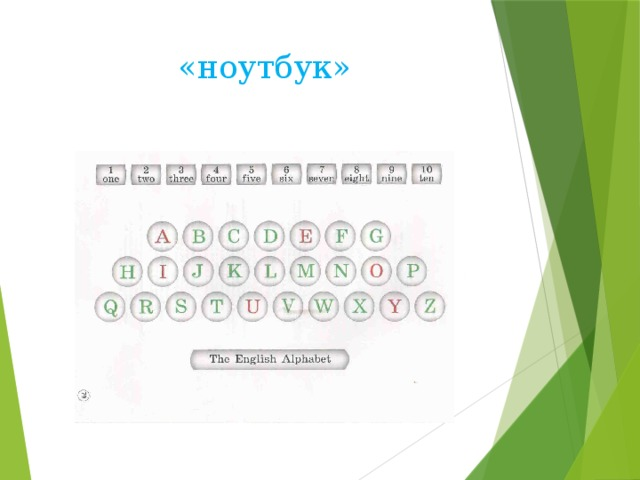 «ноутбук»
1 2 3 4 5 6 7 8 9 10
one two three four five six seven eight nine ten
A B C D E F G
H I J K L M N O P
Q R S T U V W X Y Z
The English Alphabet